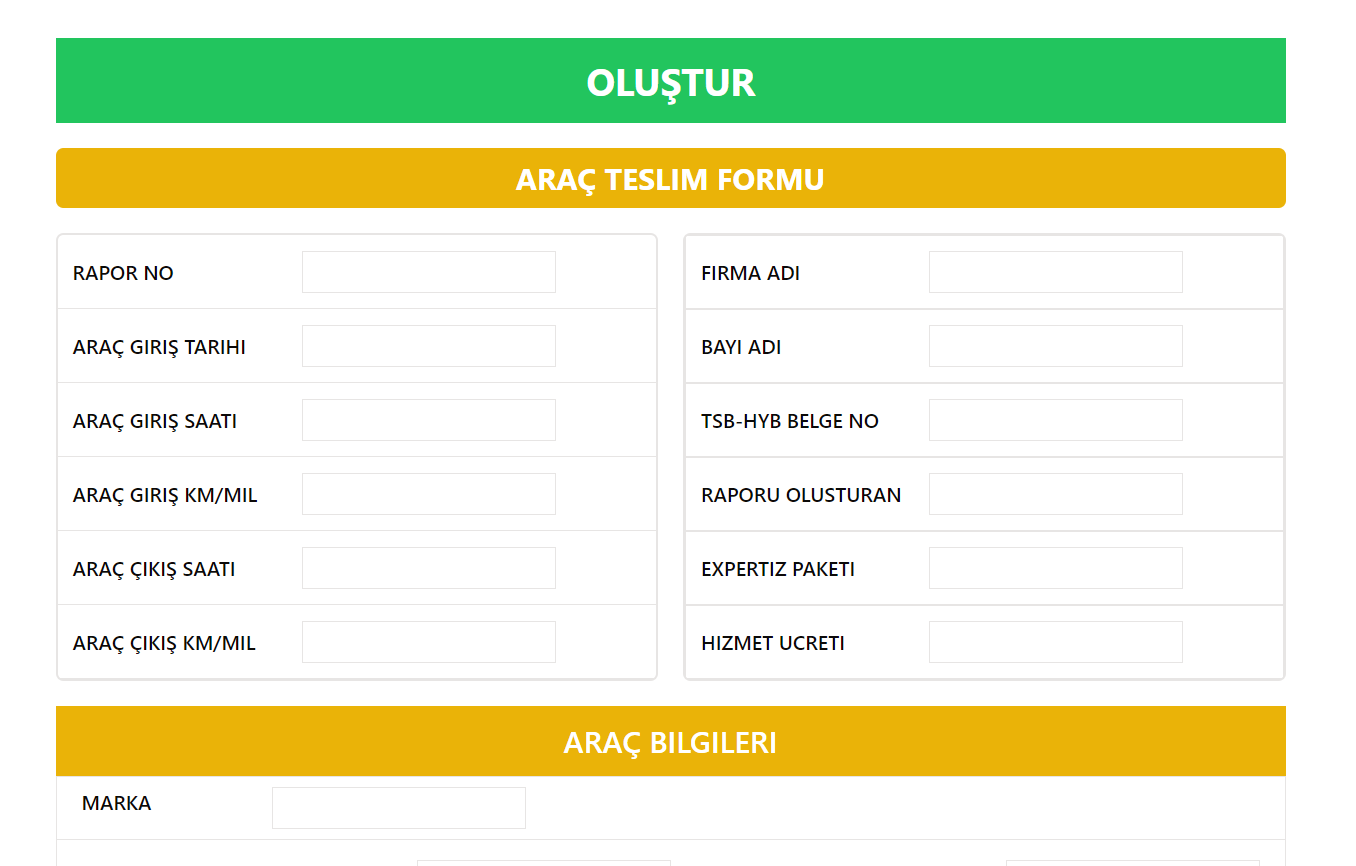 OLUŞTUR
ARAÇ TESLIM FORMU
RAPOR NO
ARAÇ GIRIŞ TARIHI
ARAÇ GIRIŞ SAATI
ARAÇ GIRIŞ KM/MIL
ARAÇ ÇIKIŞ SAATI
ARAÇ ÇIKIŞ KM/MIL
FIRMA ADI
BAYI ADI
TSB-HYB BELGE NO
RAPORU OLUSTURAN
EXPERTIZ PAKETI
HIZMET UCRETI
ARAÇ BILGILERI
MARKA